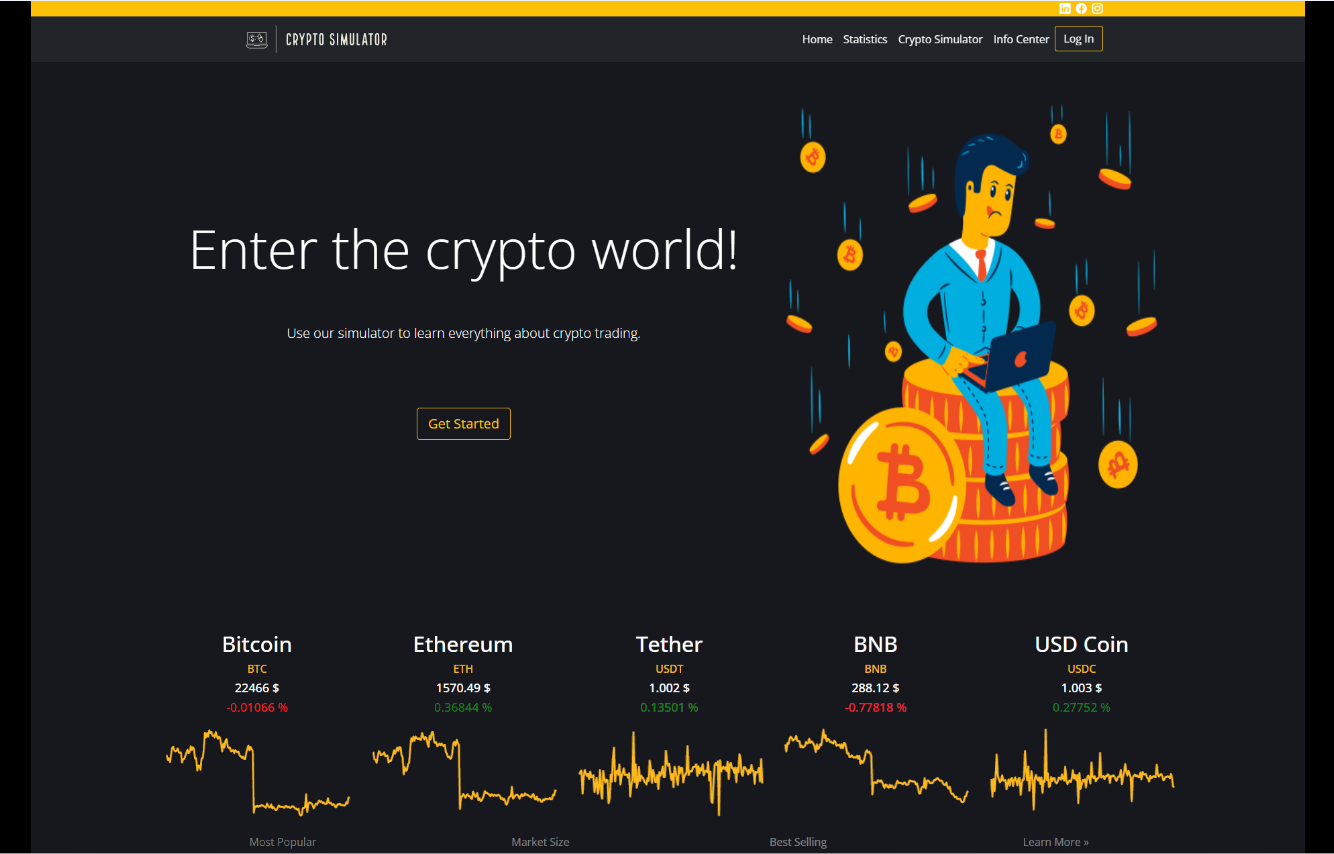 CRYPTO SIMULATOR
Home Statistics Crypto Simulator Info Center Log In
Enter the crypto world!
Use our simulator to learn everything about crypto trading.
Get Started
Bitcoin Ethereum Tether BNB USD Coin
BTC ETH USDT BNB USDC
22466 $ 1570.49 $ 1.002 $ 288.12 $ 1.003 $
-0.01066 % 0.36844 % 0.13501 % -0.77818 % 0.27752 %
Most Popular Market Size Best Selling Learn More »